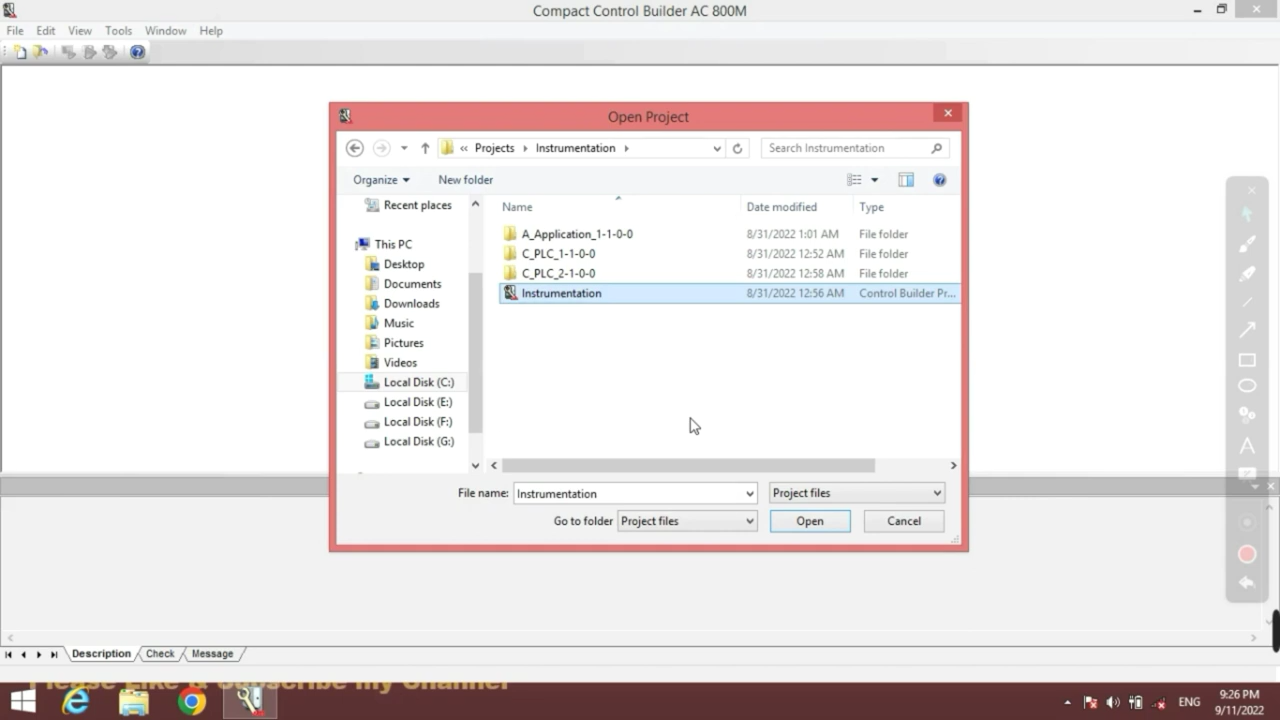 Compact Control Builder AC 800M
File Edit View Tools Window Help
Open Project
« Projects Instrumentation
Search Instrumentation
Organize New folder
Recent places
This PC
Desktop
Documents
Downloads
Music
Pictures
Videos
Local Disk (C:)
Local Disk (E:)
Local Disk (F:)
Local Disk (G:)
Name Date modified Type
A_Application_1-1-0-0 8/31/2022 1:01 AM File folder
C_PLC_1-1-0-0 8/31/2022 12:52 AM File folder
C_PLC_2-1-0-0 8/31/2022 12:58 AM File folder
Instrumentation 8/31/2022 12:56 AM Control Builder Pr...
File name: Instrumentation Project files
Go to folder Project files Open Cancel
A
Description Check Message
Please Like & Subscribe my Channel
ENG
9:26 PM
9/11/2022